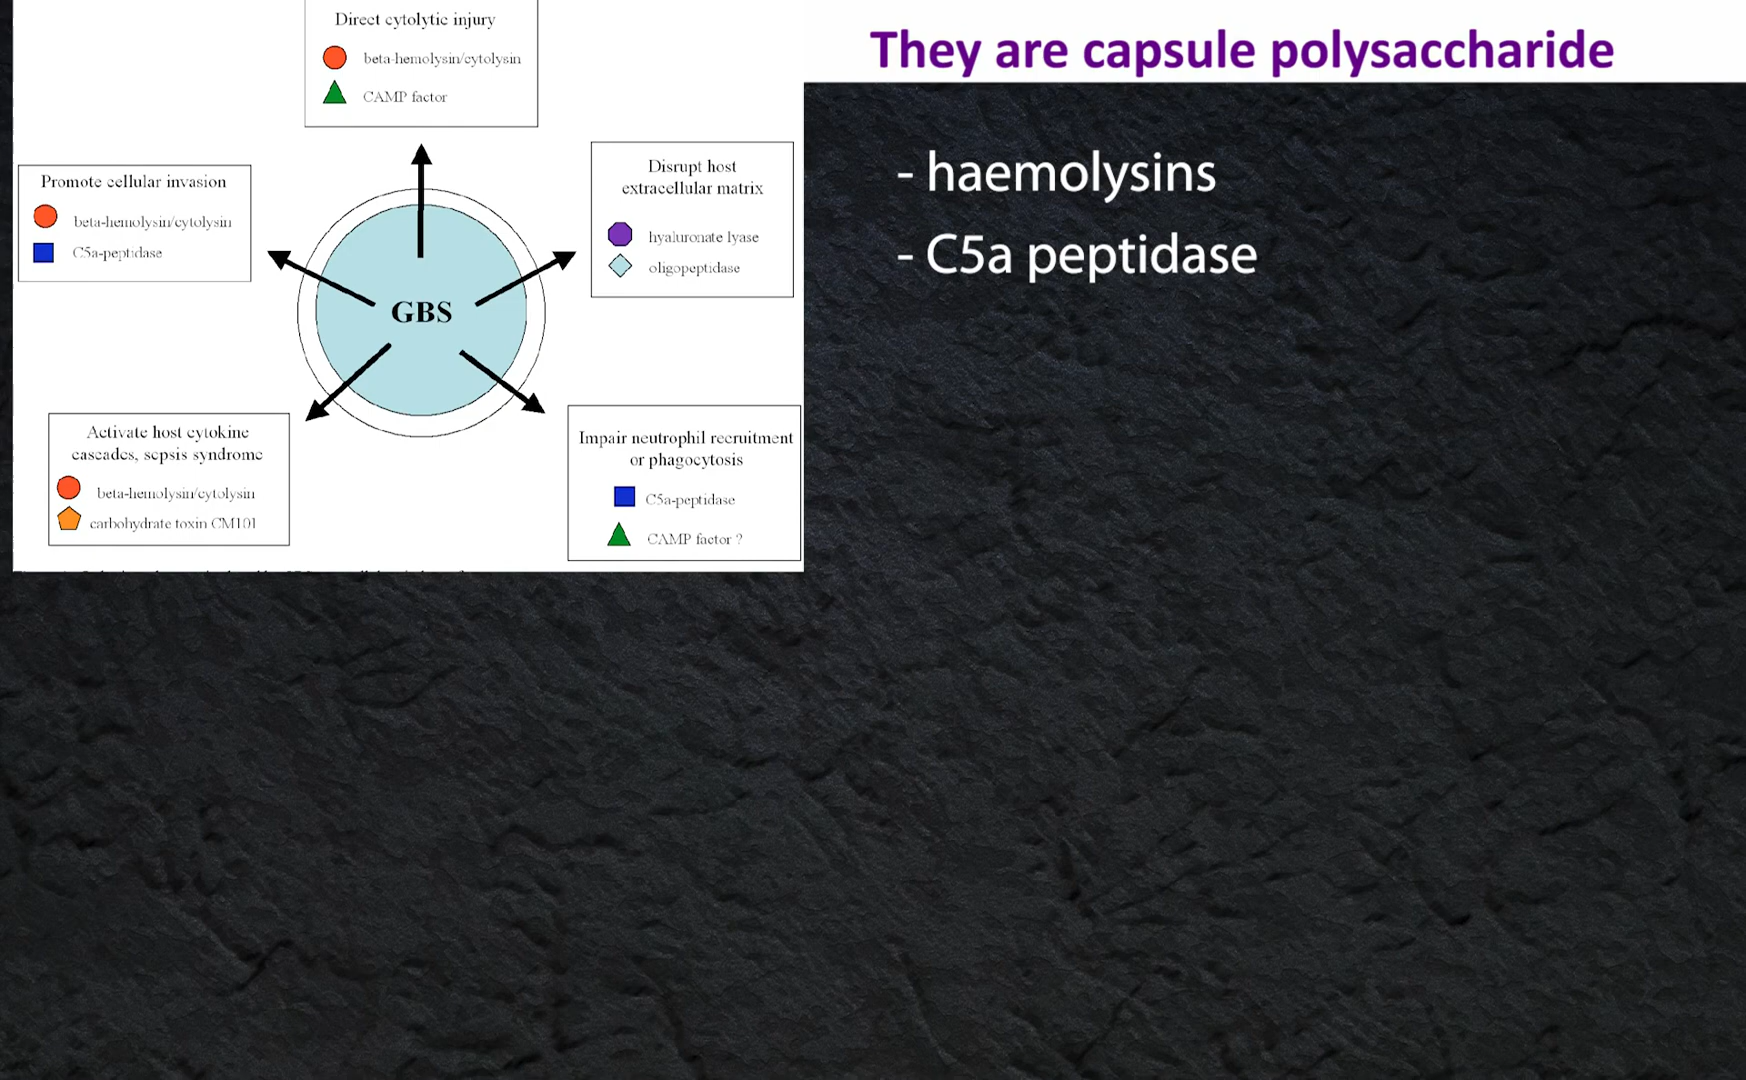 Direct cytolytic injury
beta-hemolysin/cytolysin
CAMP factor
They are capsule polysaccharide
- haemolysins
- C5a peptidase
Promote cellular invasion
beta-hemolysin/cytolysin
C5a-peptidase
Disrupt host
extracellular matrix
hyaluronate lyase
oligopeptidase
GBS
Activate host cytokine
cascades, sepsis syndrome
beta-hemolysin/cytolysin
carbohydrate toxin CM101
Impair neutrophil recruitment
or phagocytosis
C5a-peptidase
CAMP factor ?